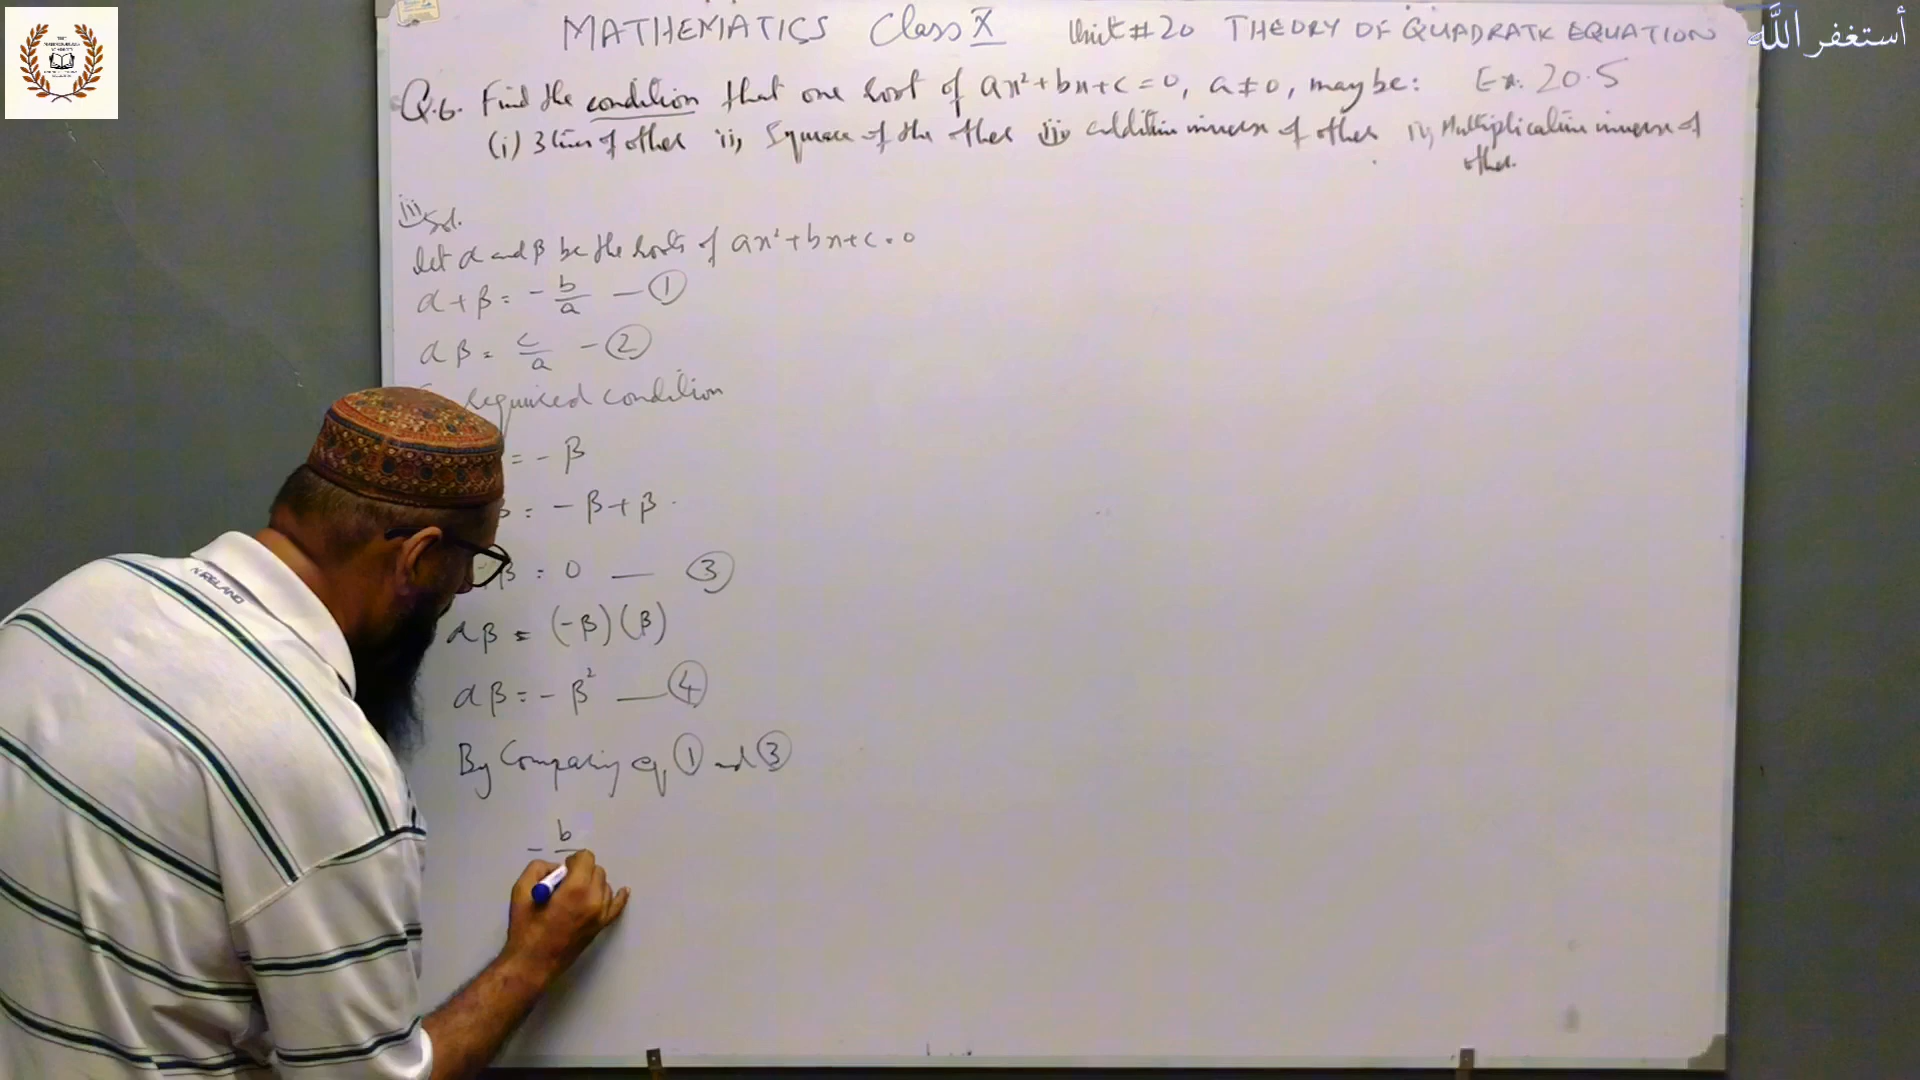 MATHEMATICS Class X Unit # 20 THEORY OF QUADRATIC EQUATION
أستغفر الله
Q.6. Find the condition that one root of ax²+bx+c=0, a≠0, may be: Ex. 20.5
(i) 3 times of other ii, Square of the other iii, additive inverse of other iv, Multiplicative inverse of
other.
iii
Sol.
Let α and β be the roots of ax²+bx+c=0
α+β = -b/a — ①
αβ = c/a — ②
required condition
= -β
β = -β+β
β = 0 — ③
αβ = (-β)(β)
αβ = -β² — ④
By Comparing eq ① and ③
- b
N.IRELAND